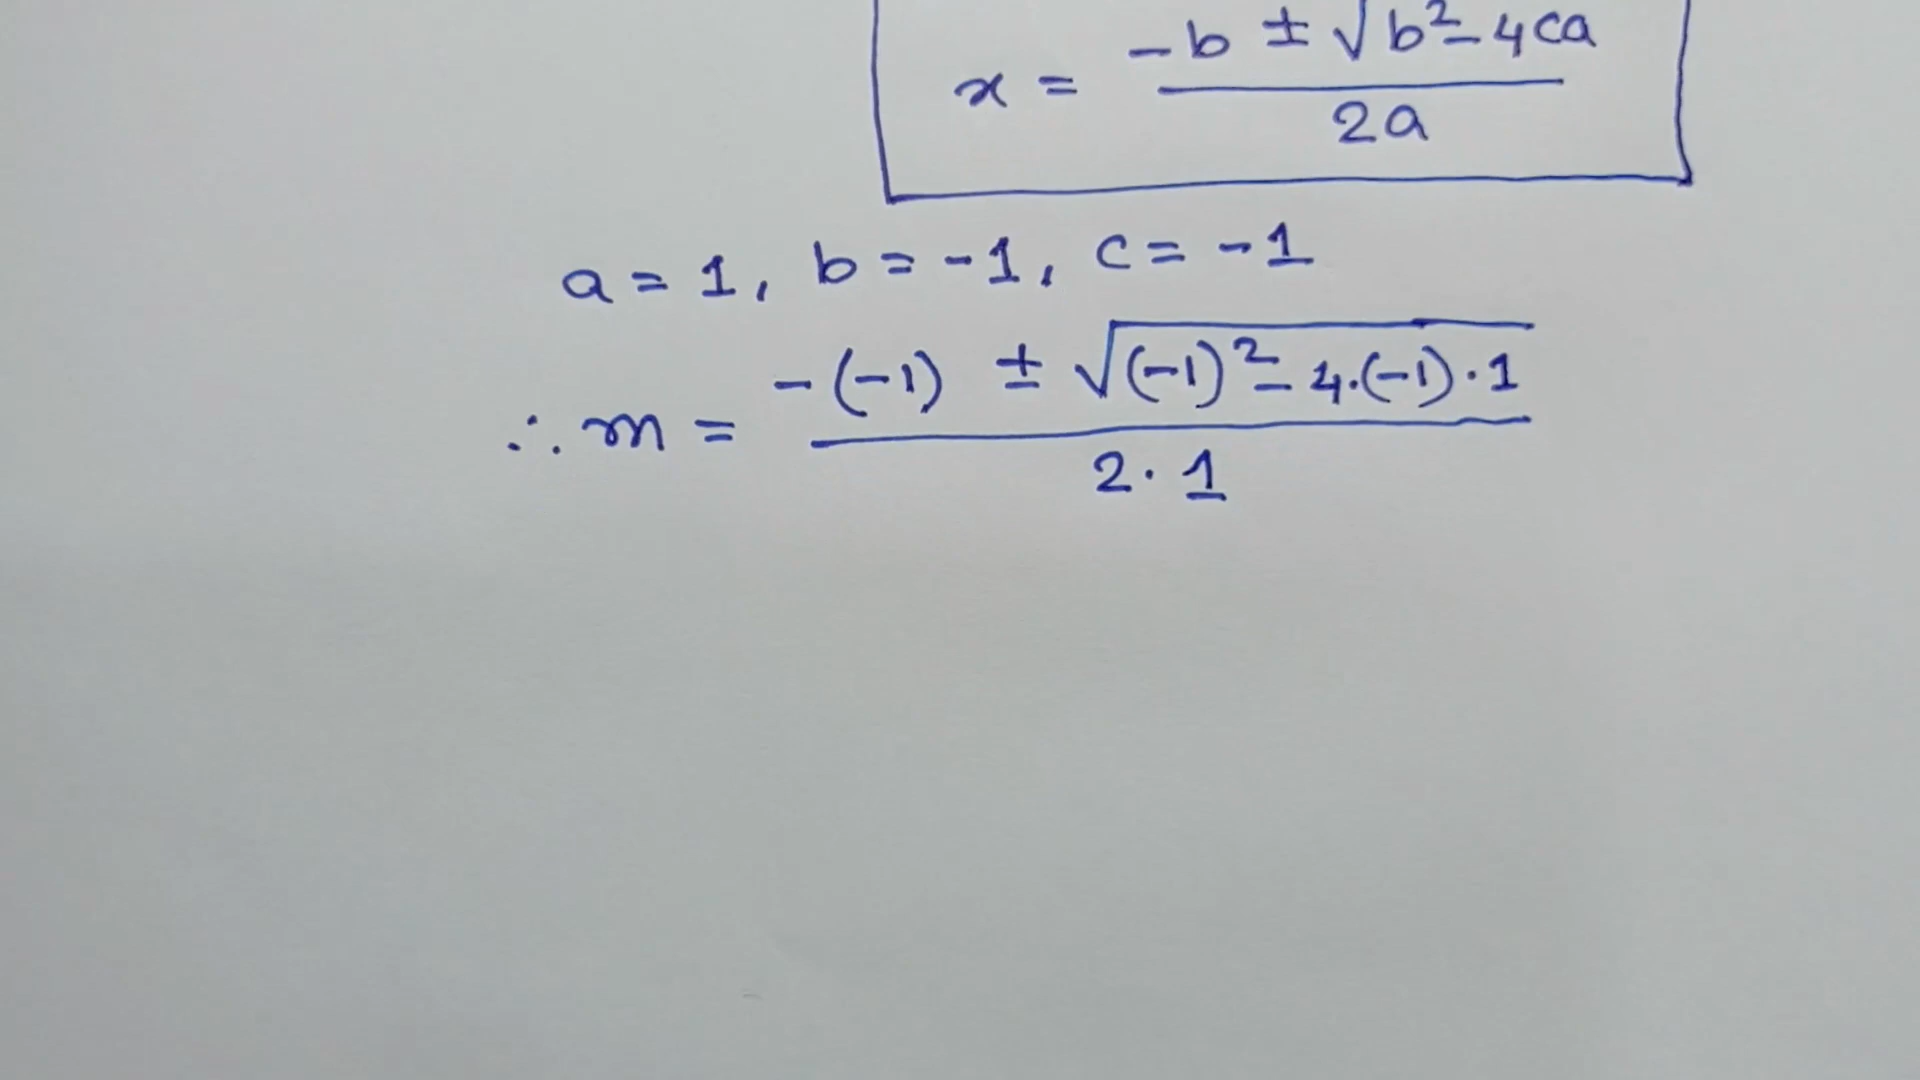 x = (-b ± √b² - 4ca) / 2a
a = 1, b = -1, c = -1
∴ m = (-(-1) ± √((-1)² - 4·(-1)·1)) / 2·1